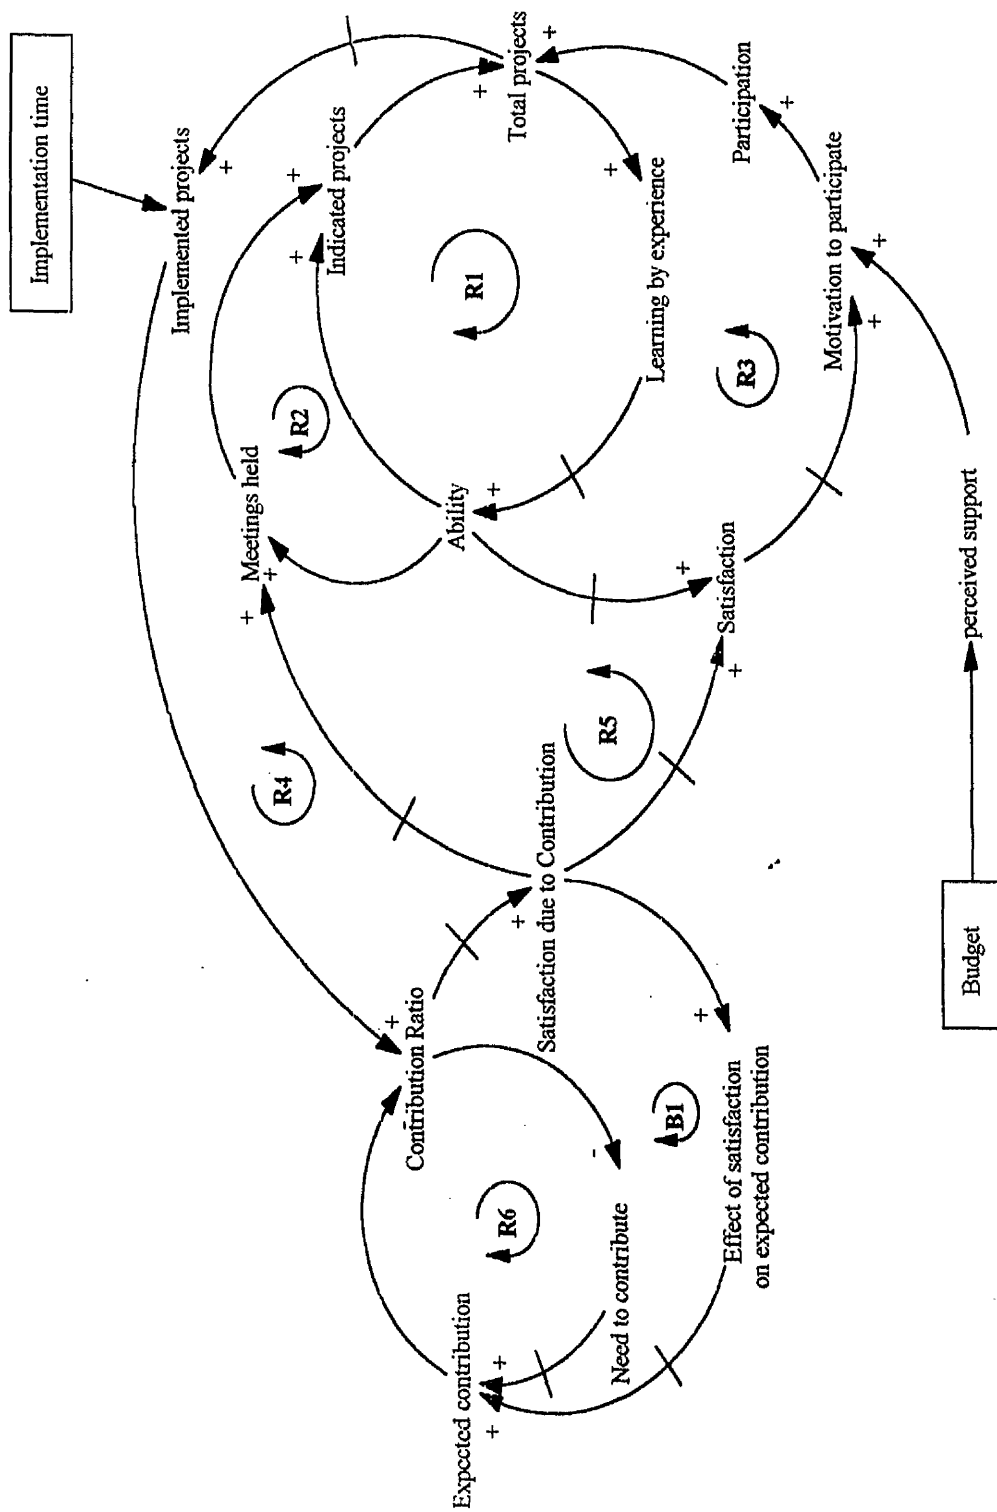 Implementation time
Implemented projects
Meetings held
R4
R2
Indicated projects
Contribution Ratio
Expected contribution
Ability
R1
R6
Total projects
Satisfaction due to Contribution
R5
Need to contribute
Learning by experience
B1
Effect of satisfaction
on expected contribution
Satisfaction
R3
Participation
Motivation to participate
Budget
perceived support